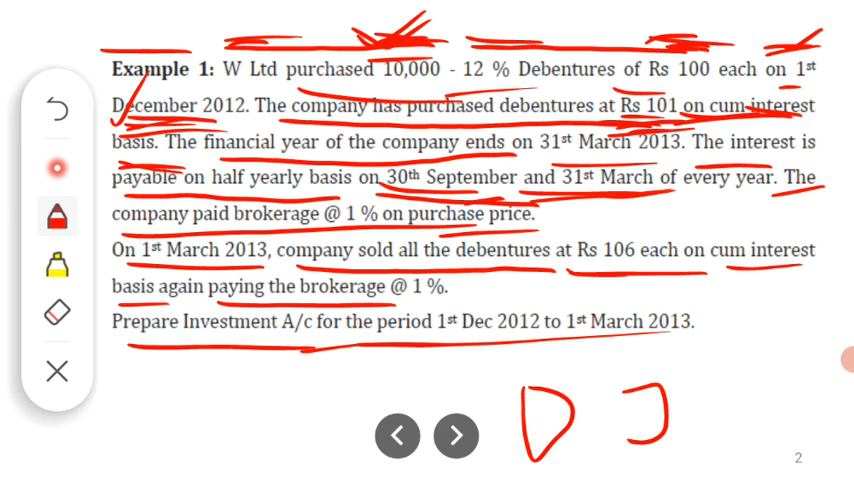 Example 1: W Ltd purchased 10,000 - 12 % Debentures of Rs 100 each on 1st
December 2012. The company has purchased debentures at Rs 101 on cum interest
basis. The financial year of the company ends on 31st March 2013. The interest is
payable on half yearly basis on 30th September and 31st March of every year. The
company paid brokerage @ 1 % on purchase price.
On 1st March 2013, company sold all the debentures at Rs 106 each on cum interest
basis again paying the brokerage @ 1 %.
Prepare Investment A/c for the period 1st Dec 2012 to 1st March 2013.
D J
2